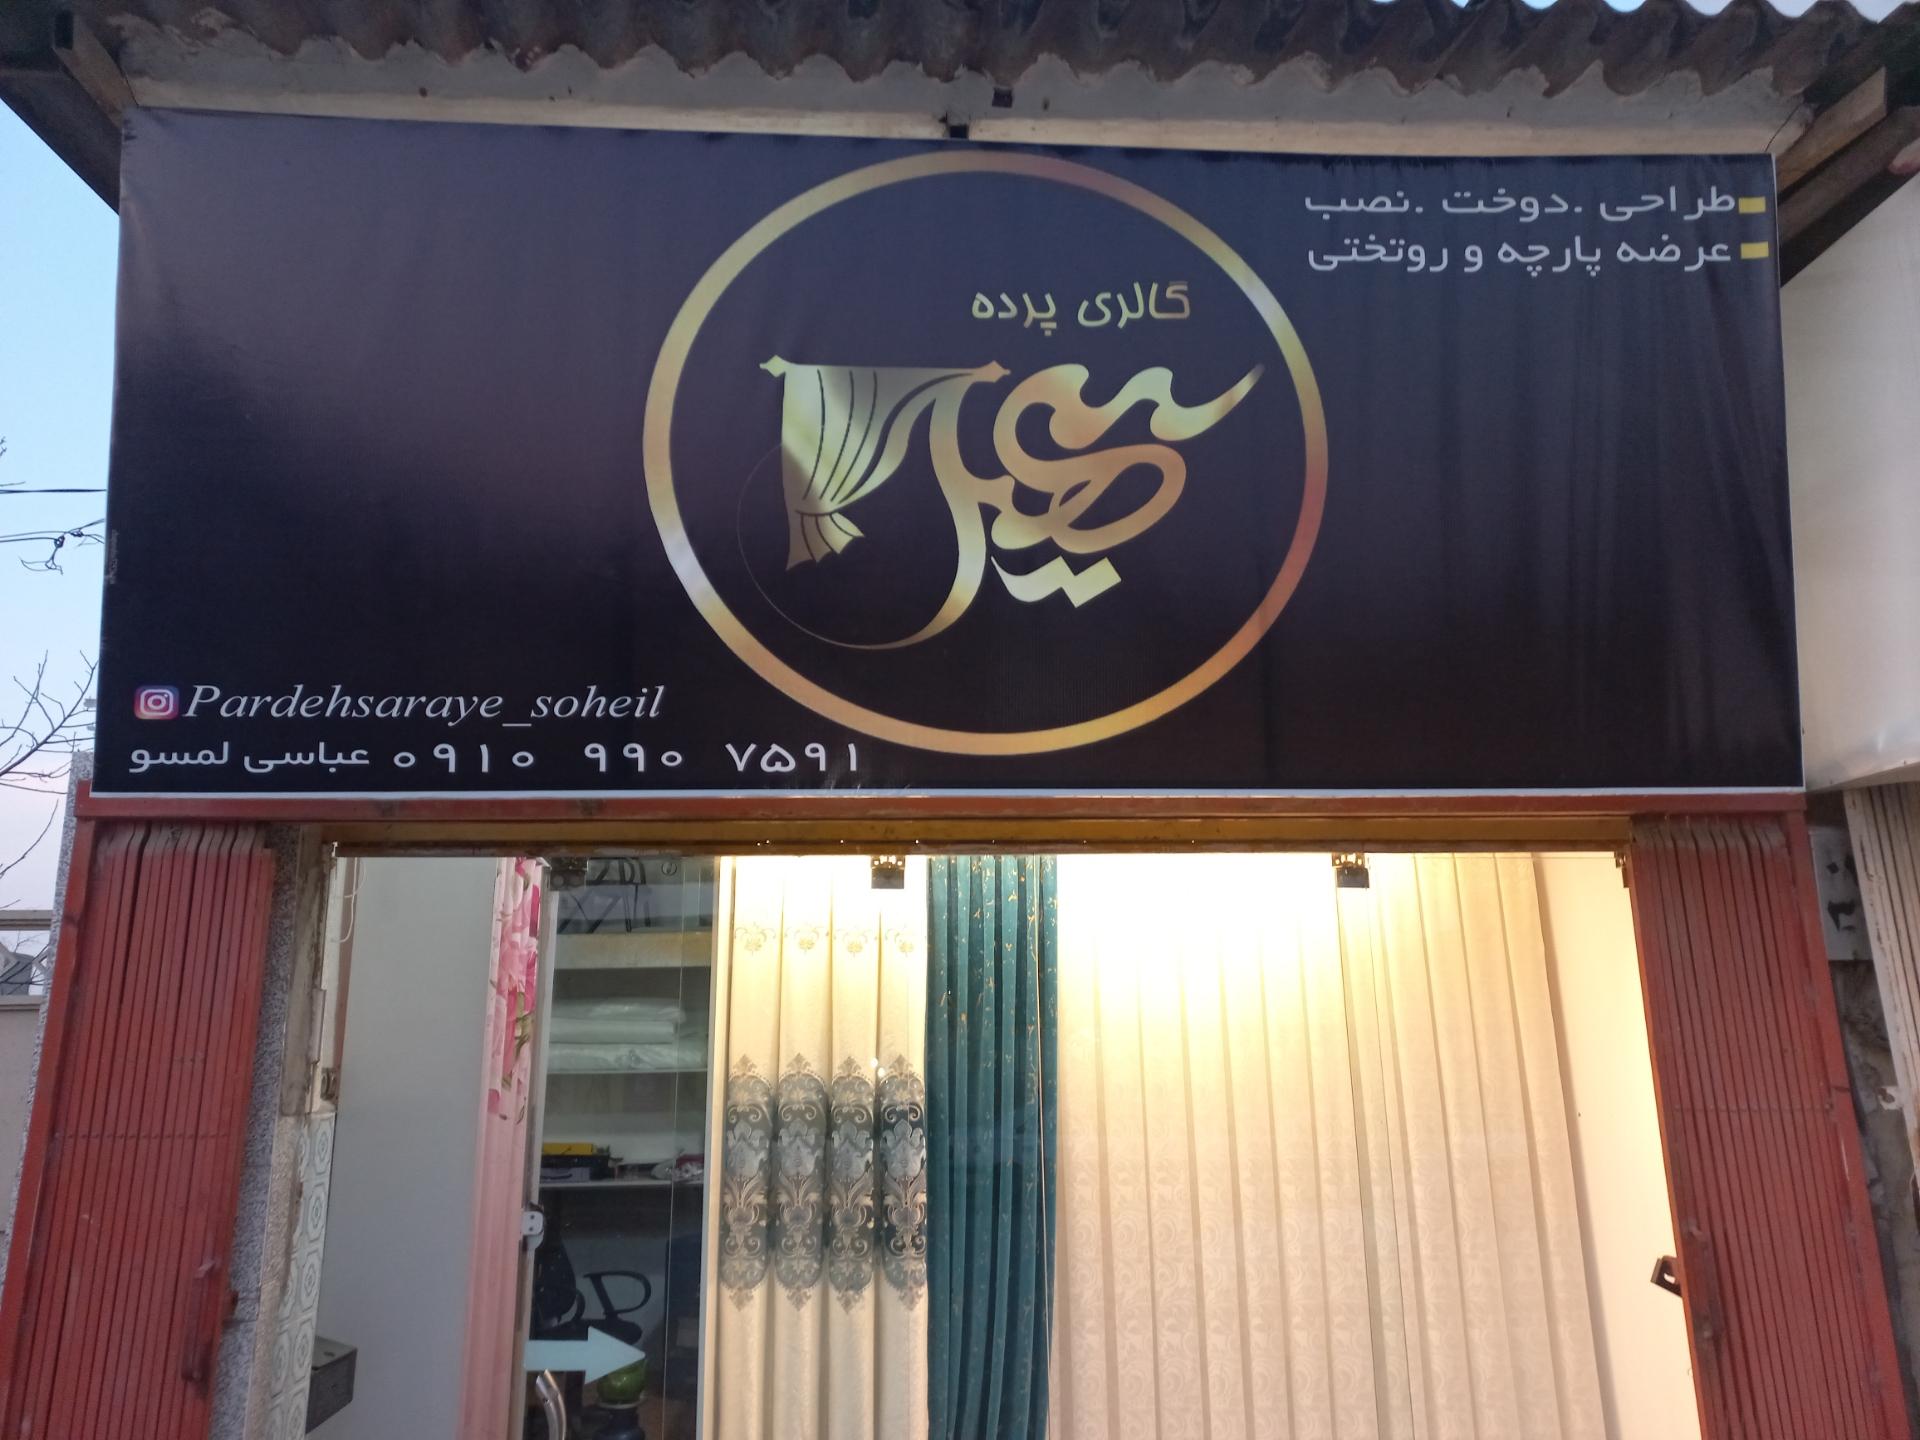 طراحی .دوخت .نصب
عرضه پارچه و روتختی
گالری پرده
سهیل
Pardehsaraye_soheil
عباسی لمسو ۰۹۱۰ ۹۹۰ ۷۵۹۱